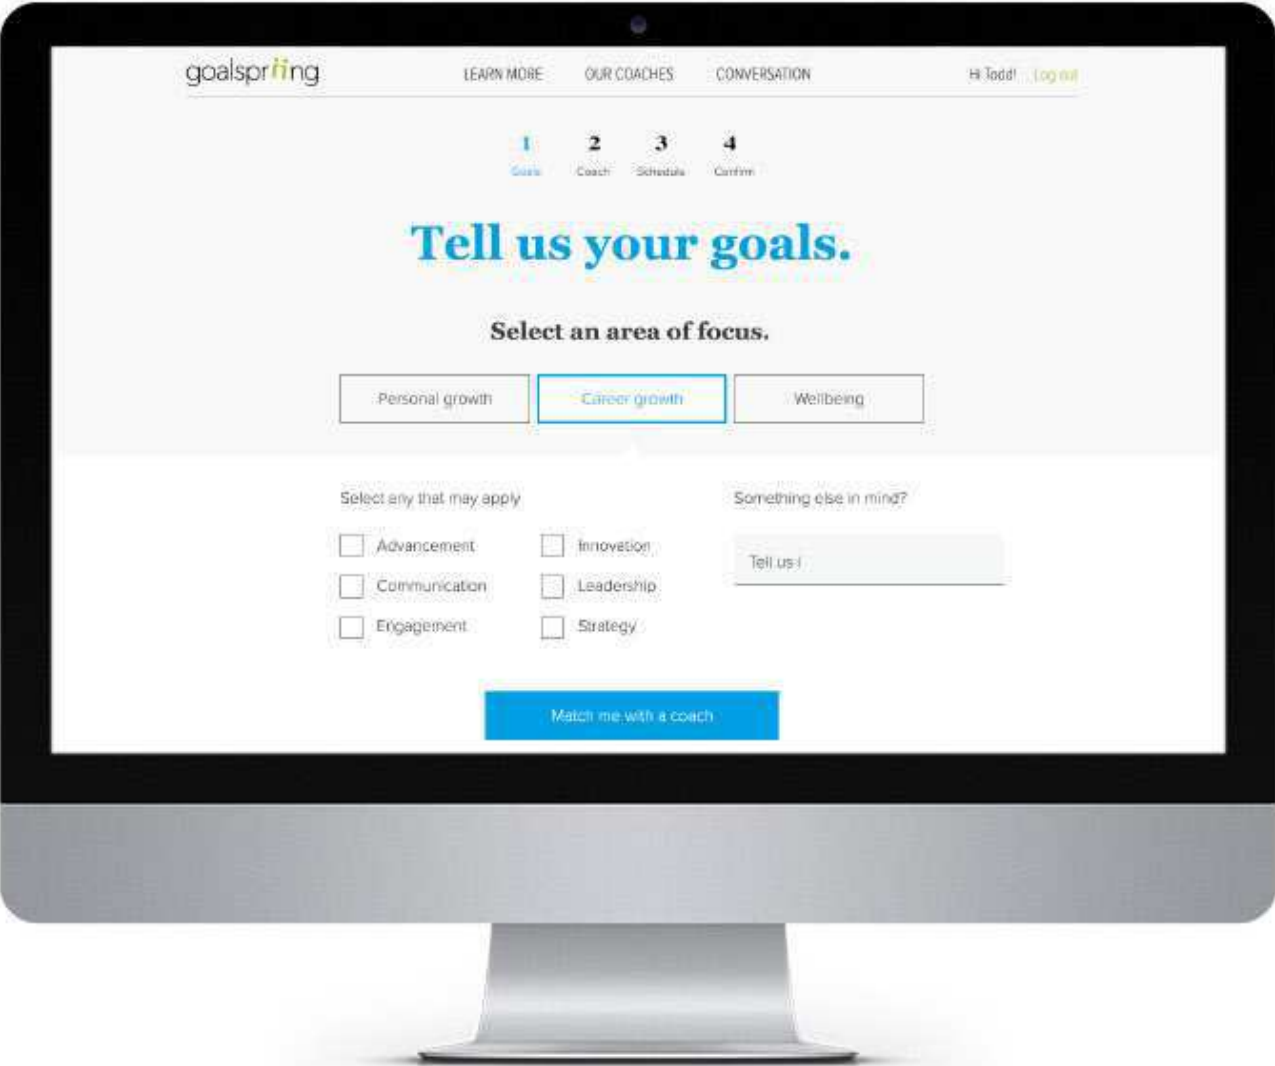 goalspriing
LEARN MORE OUR COACHES CONVERSATION Hi Todd! Log out
1 2 3 4
Goals Coach Schedule Confirm
Tell us your goals.
Select an area of focus.
Personal growth Career growth Wellbeing
Select any that may apply Something else in mind?
Advancement Innovation
Tell us l
Communication Leadership
Engagement Strategy
Match me with a coach